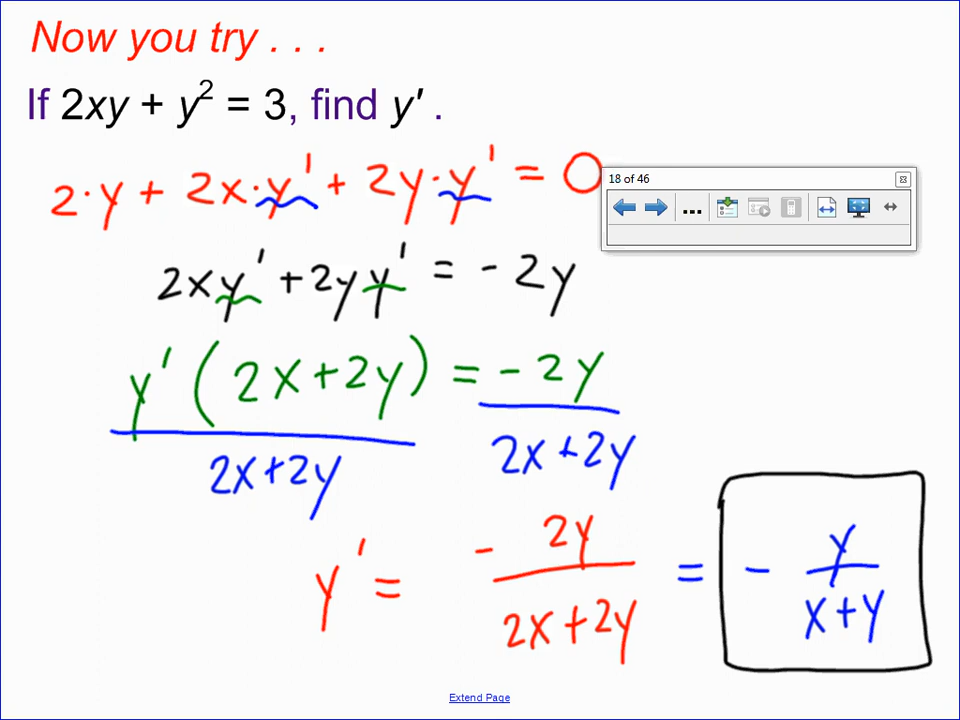 Now you try . . .
If 2xy + y² = 3, find y′ .
2·y + 2x·y' + 2y·y' = 0
18 of 46
...
2xy' + 2yy' = -2y
y' (2x+2y) = -2y
2x+2y 2x+2y
y' = - 2y / 2x+2y = - y / x+y
Extend Page